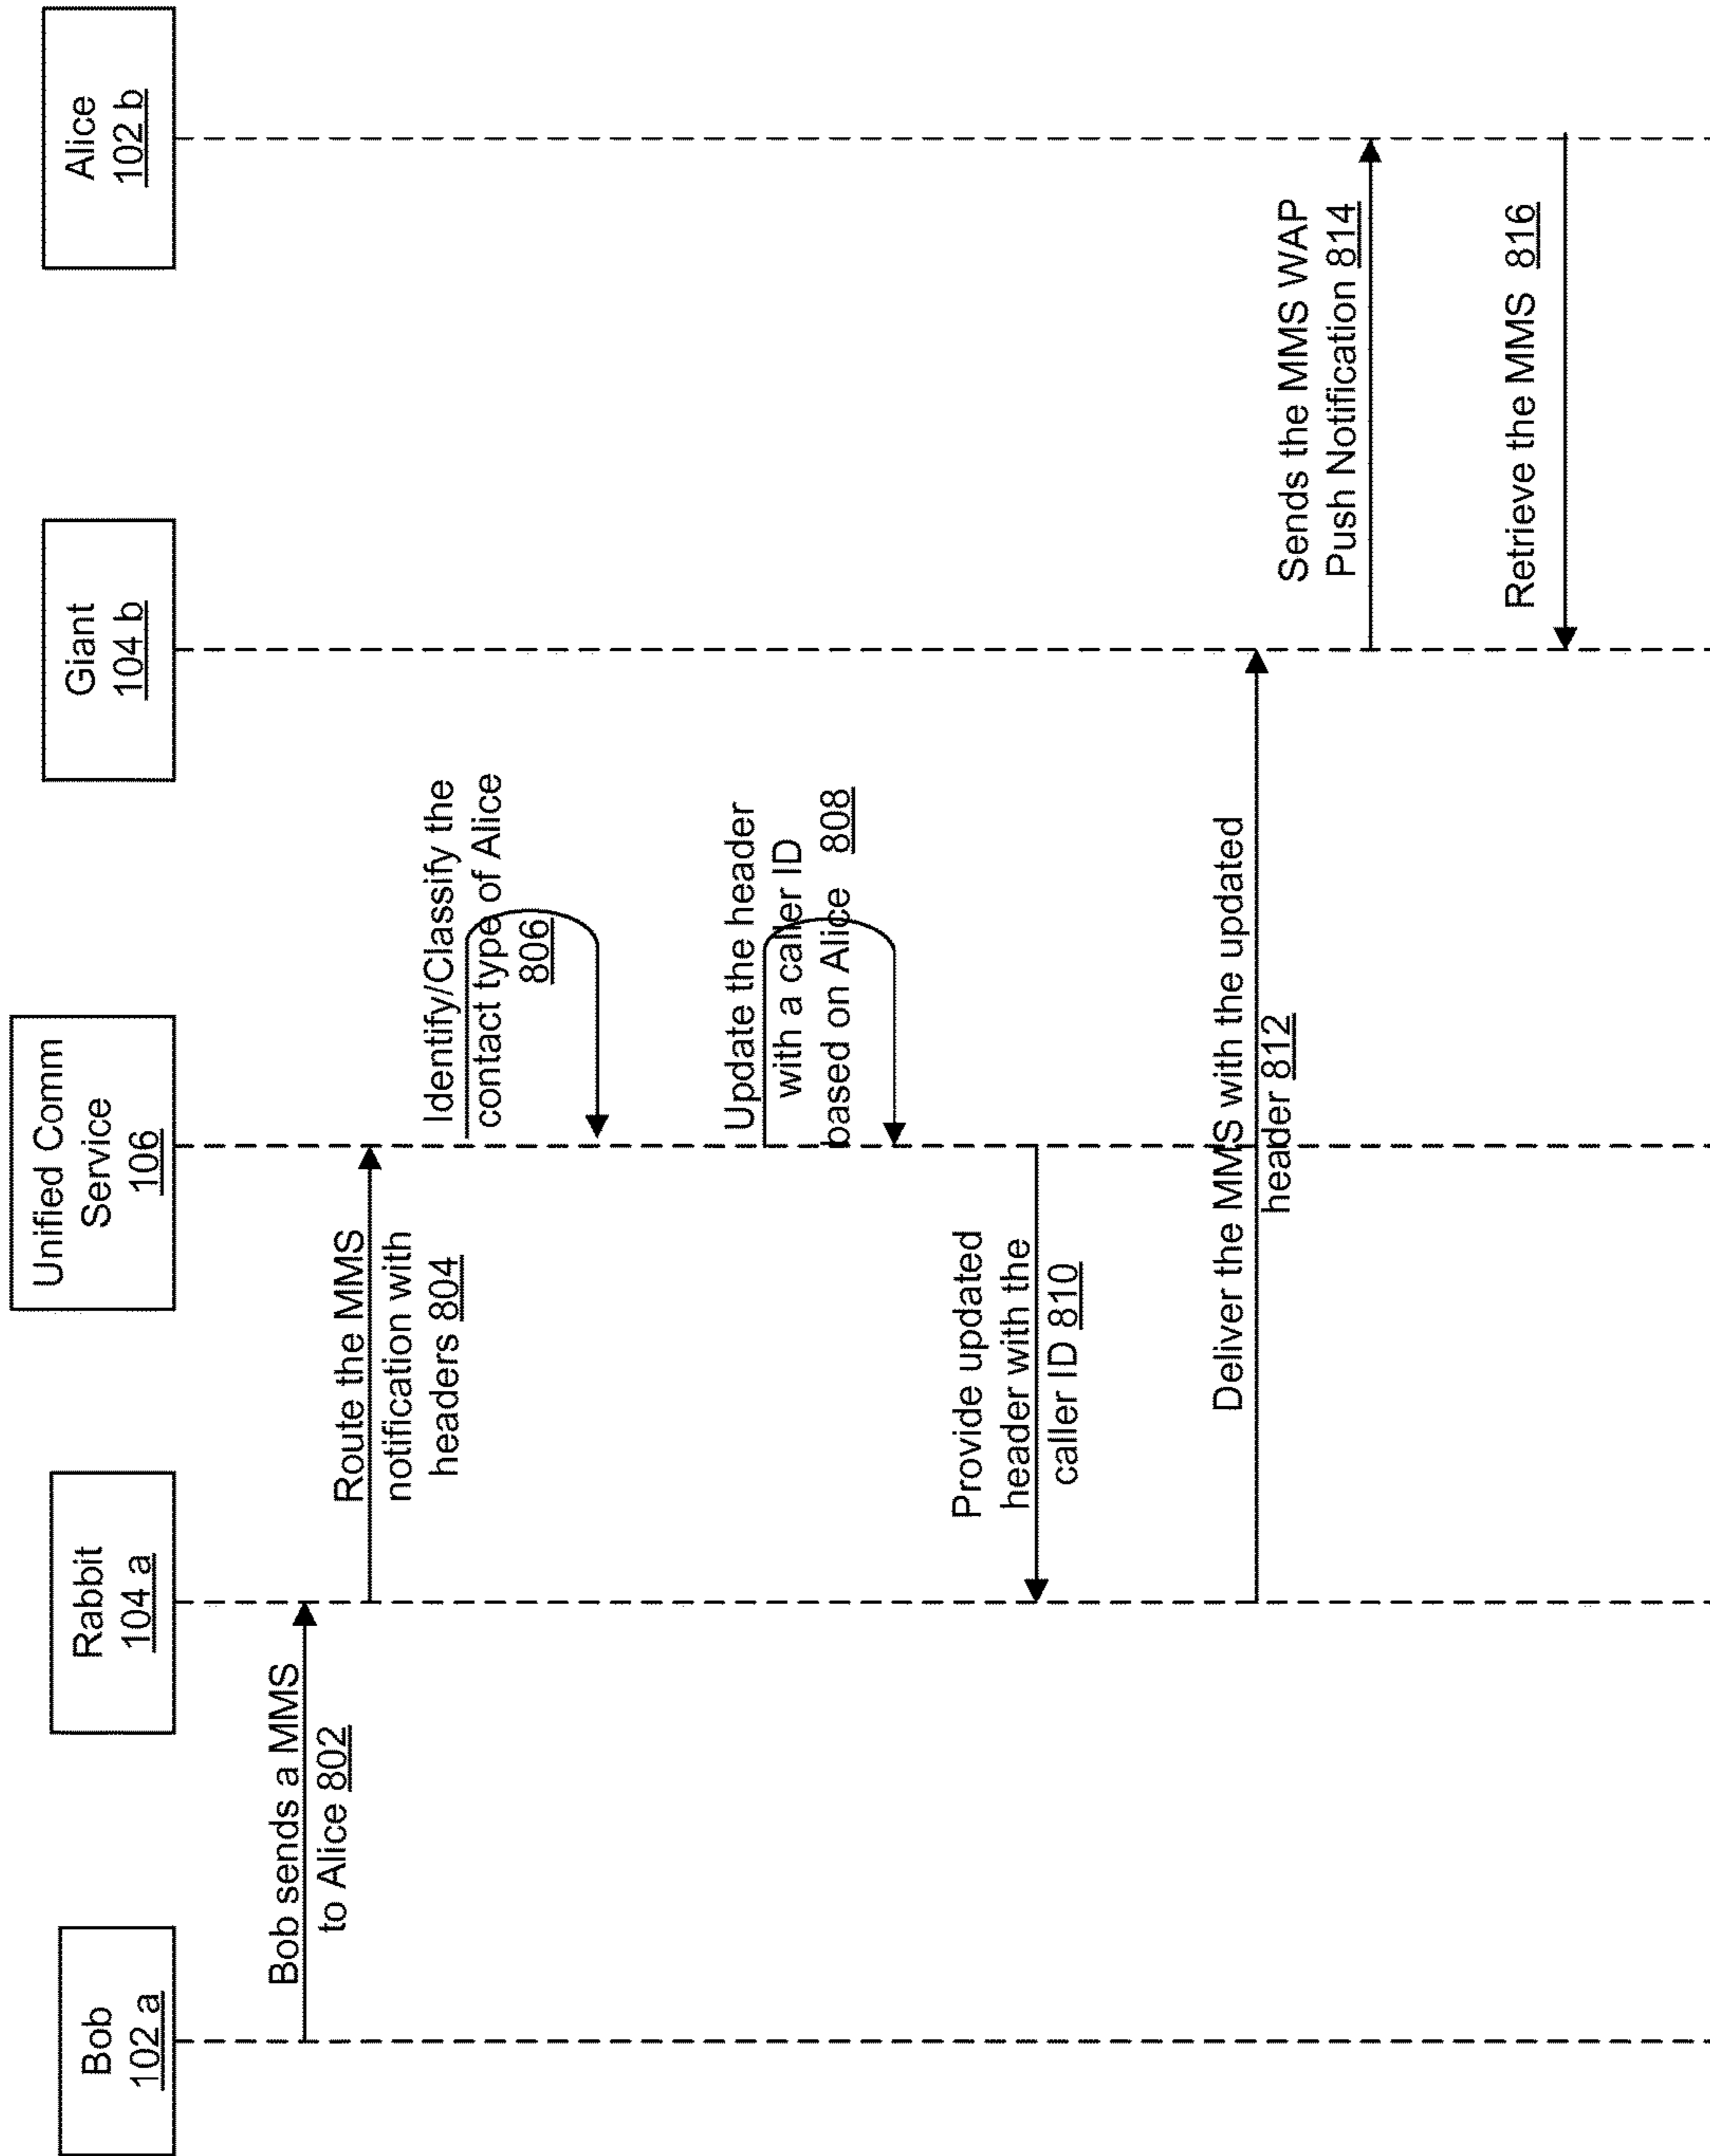 Bob
102 a
Rabbit
104 a
Unified Comm
Service
106
Giant
104 b
Alice
102 b
Bob sends a MMS
to Alice 802
Route the MMS
notification with
headers 804
Identify/Classify the
contact type of Alice
806
Update the header
with a caller ID
based on Alice 808
Provide updated
header with the
caller ID 810
Deliver the MMS with the updated
header 812
Sends the MMS WAP
Push Notification 814
Retrieve the MMS 816